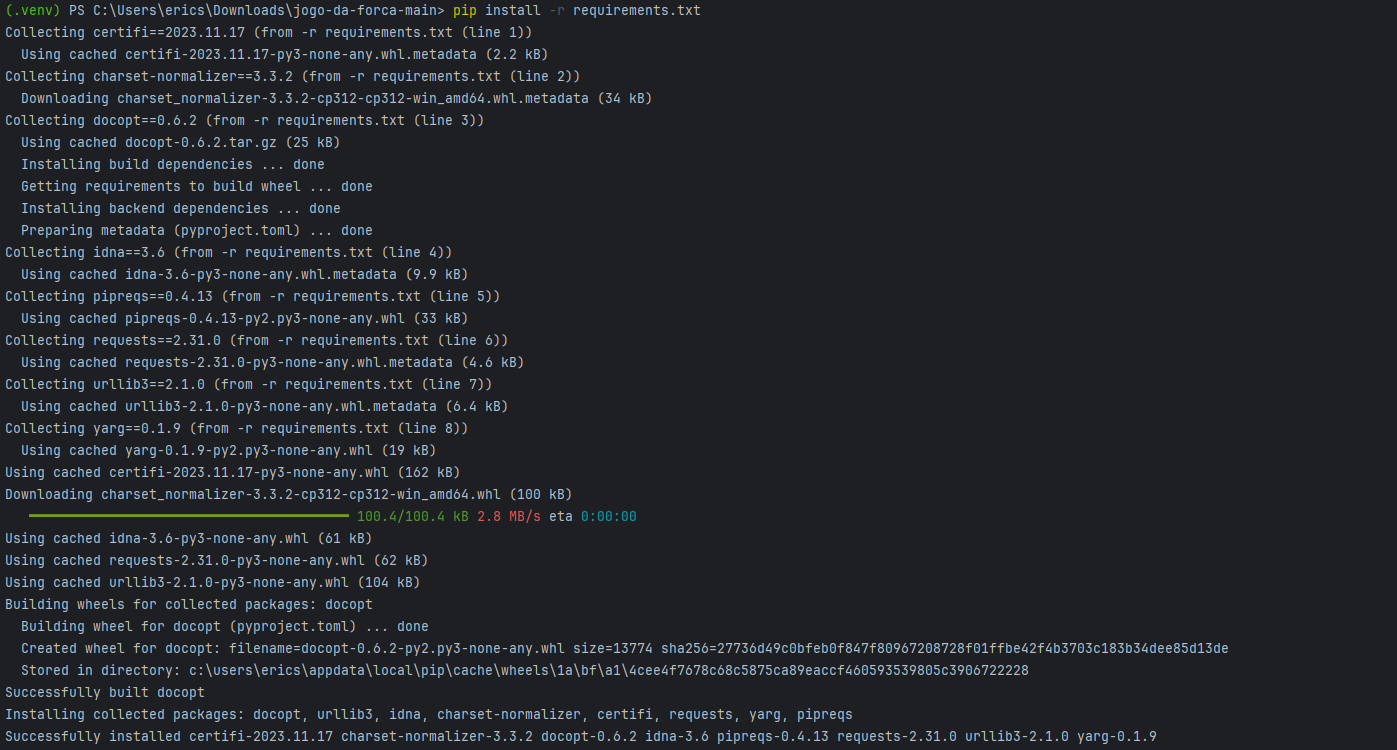 (.venv) PS C:\Users\erics\Downloads\jogo-da-forca-main> pip install -r requirements.txt
Collecting certifi==2023.11.17 (from -r requirements.txt (line 1))
  Using cached certifi-2023.11.17-py3-none-any.whl.metadata (2.2 kB)
Collecting charset-normalizer==3.3.2 (from -r requirements.txt (line 2))
  Downloading charset_normalizer-3.3.2-cp312-cp312-win_amd64.whl.metadata (34 kB)
Collecting docopt==0.6.2 (from -r requirements.txt (line 3))
  Using cached docopt-0.6.2.tar.gz (25 kB)
  Installing build dependencies ... done
  Getting requirements to build wheel ... done
  Installing backend dependencies ... done
  Preparing metadata (pyproject.toml) ... done
Collecting idna==3.6 (from -r requirements.txt (line 4))
  Using cached idna-3.6-py3-none-any.whl.metadata (9.9 kB)
Collecting pipreqs==0.4.13 (from -r requirements.txt (line 5))
  Using cached pipreqs-0.4.13-py2.py3-none-any.whl (33 kB)
Collecting requests==2.31.0 (from -r requirements.txt (line 6))
  Using cached requests-2.31.0-py3-none-any.whl.metadata (4.6 kB)
Collecting urllib3==2.1.0 (from -r requirements.txt (line 7))
  Using cached urllib3-2.1.0-py3-none-any.whl.metadata (6.4 kB)
Collecting yarg==0.1.9 (from -r requirements.txt (line 8))
  Using cached yarg-0.1.9-py2.py3-none-any.whl (19 kB)
Using cached certifi-2023.11.17-py3-none-any.whl (162 kB)
Downloading charset_normalizer-3.3.2-cp312-cp312-win_amd64.whl (100 kB)
   100.4/100.4 kB 2.8 MB/s eta 0:00:00
Using cached idna-3.6-py3-none-any.whl (61 kB)
Using cached requests-2.31.0-py3-none-any.whl (62 kB)
Using cached urllib3-2.1.0-py3-none-any.whl (104 kB)
Building wheels for collected packages: docopt
  Building wheel for docopt (pyproject.toml) ... done
  Created wheel for docopt: filename=docopt-0.6.2-py2.py3-none-any.whl size=13774 sha256=27736d49c0bfeb0f847f80967208728f01ffbe42f4b3703c183b34dee85d13de
  Stored in directory: c:\users\erics\appdata\local\pip\cache\wheels\1a\bf\a1\4cee4f7678c68c5875ca89eaccf460593539805c3906722228
Successfully built docopt
Installing collected packages: docopt, urllib3, idna, charset-normalizer, certifi, requests, yarg, pipreqs
Successfully installed certifi-2023.11.17 charset-normalizer-3.3.2 docopt-0.6.2 idna-3.6 pipreqs-0.4.13 requests-2.31.0 urllib3-2.1.0 yarg-0.1.9